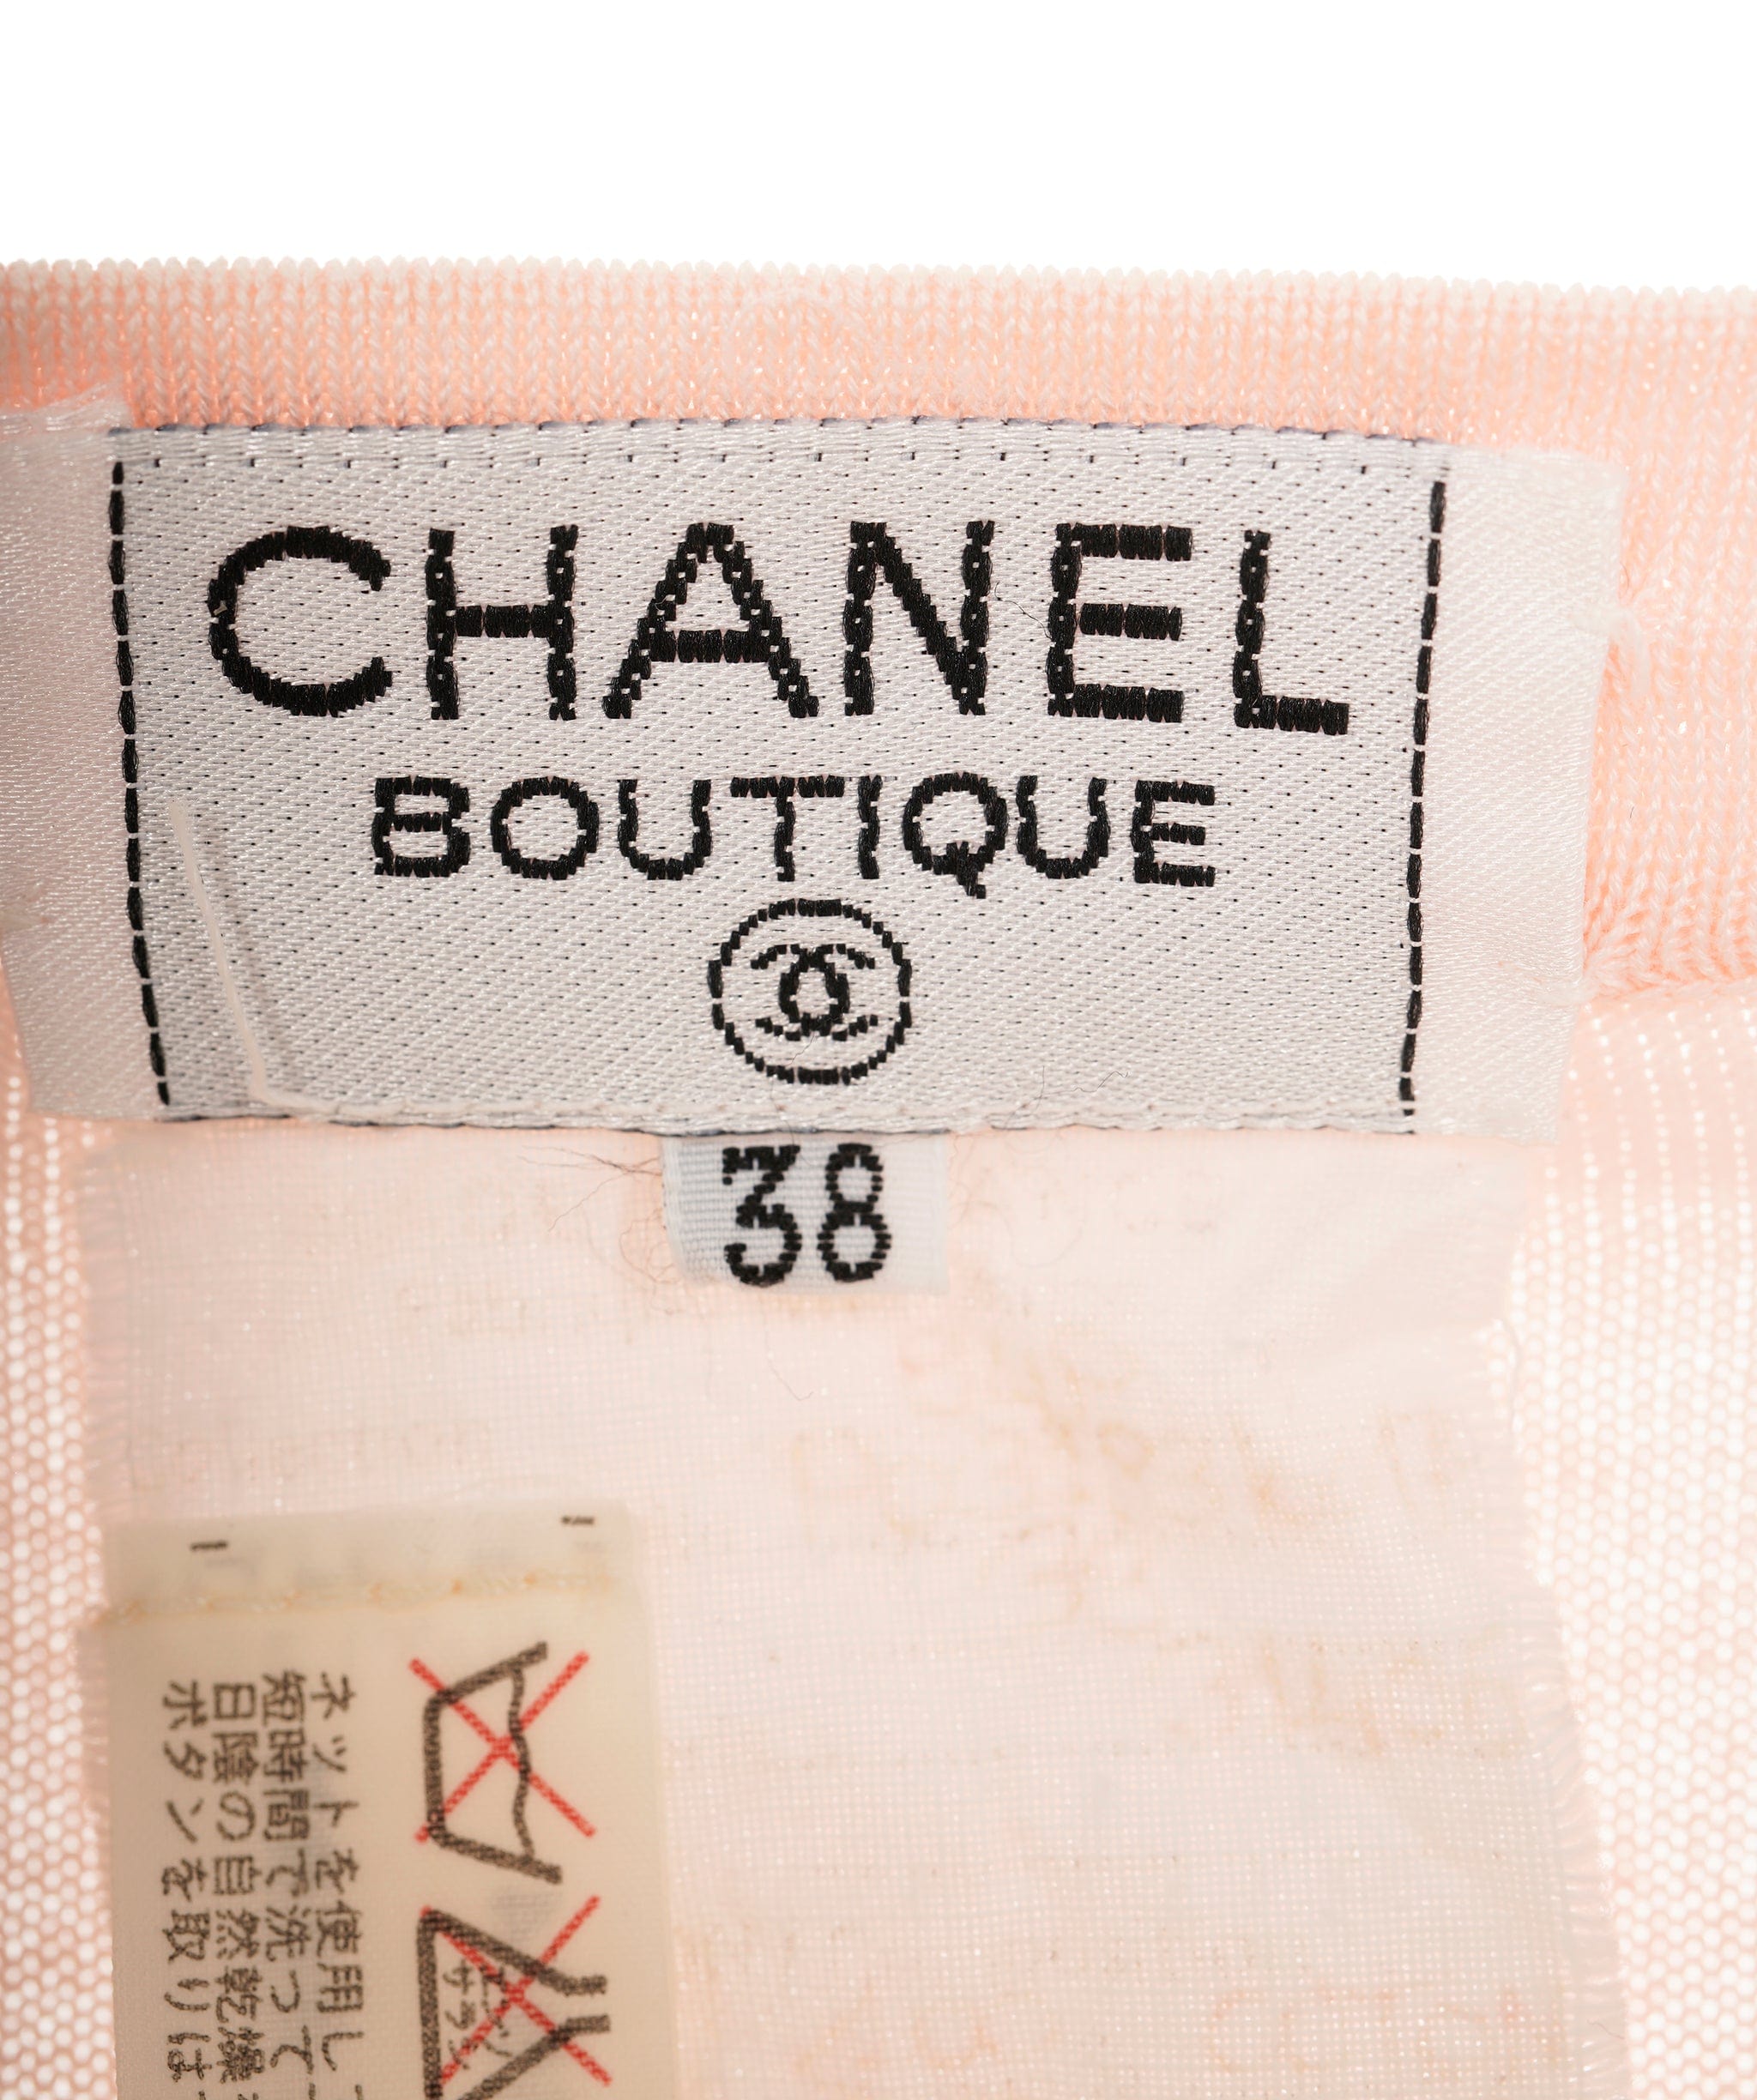 CHANEL
BOUTIQUE
38
ネットを使用し
短時間で洗って
日陰の自然乾燥
ボタンを取りは